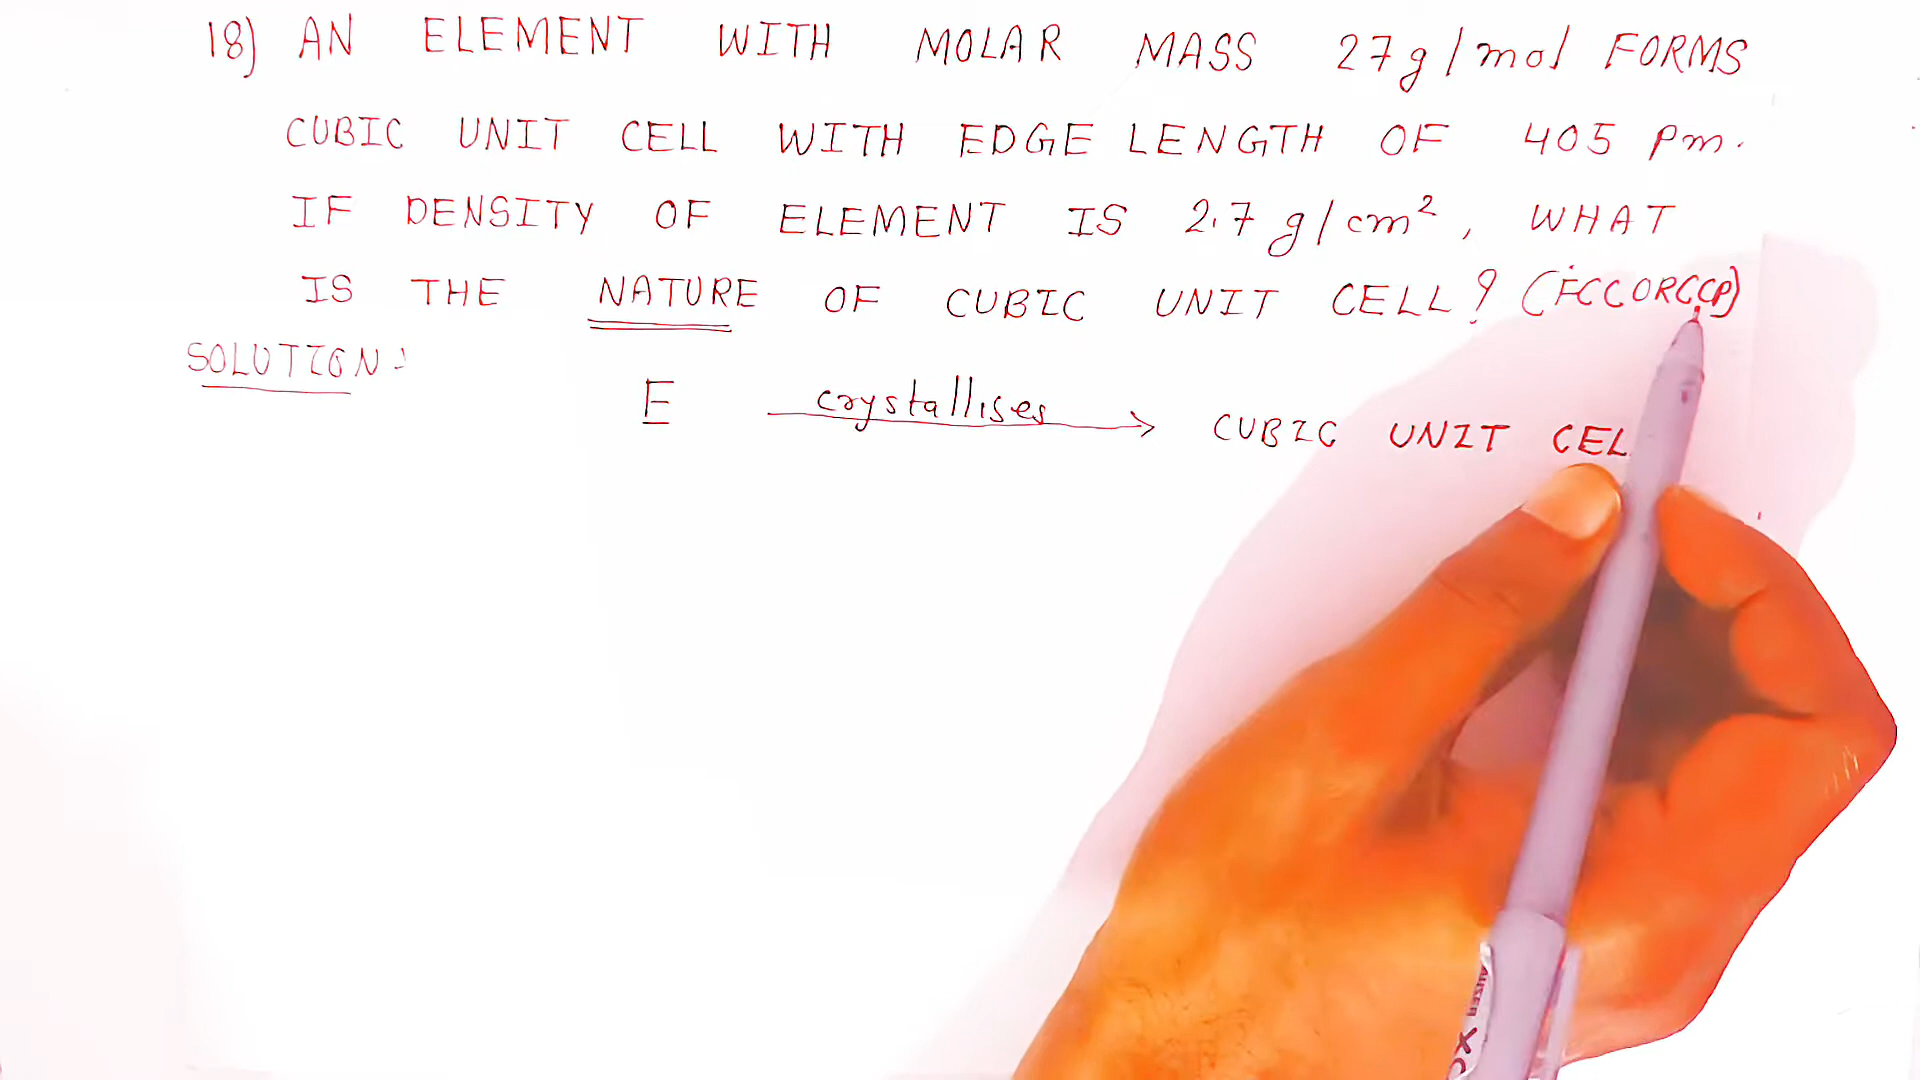 18) AN ELEMENT WITH MOLAR MASS 27g/mol FORMS
CUBIC UNIT CELL WITH EDGE LENGTH OF 405 pm.
IF DENSITY OF ELEMENT IS 2.7 g/cm², WHAT
IS THE NATURE OF CUBIC UNIT CELL? (FCC OR CCP)
SOLUTION:
E crystallises → CUBIC UNIT CEL
XO